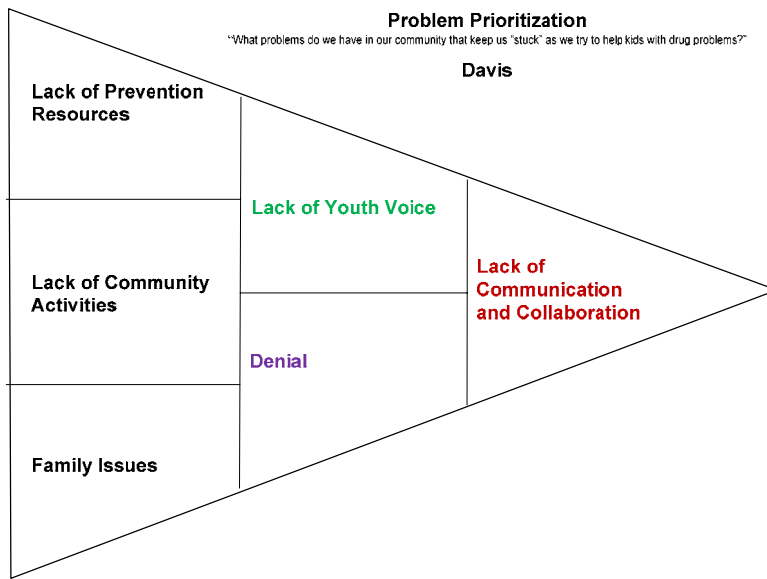 Problem Prioritization
“What problems do we have in our community that keep us “stuck” as we try to help kids with drug problems?”
Davis
Lack of Prevention
Resources
Lack of Community
Activities
Family Issues
Lack of Youth Voice
Denial
Lack of
Communication
and Collaboration